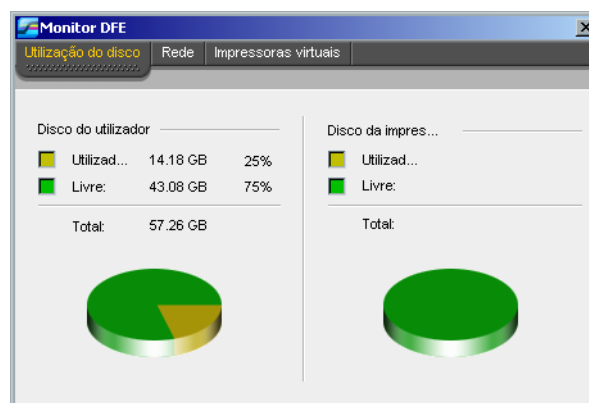 Monitor DFE
Utilização do disco Rede Impressoras virtuais
Disco do utilizador
Utilizad... 14.18 GB 25%
Livre: 43.08 GB 75%
Total: 57.26 GB
Disco da impres...
Utilizad...
Livre:
Total: